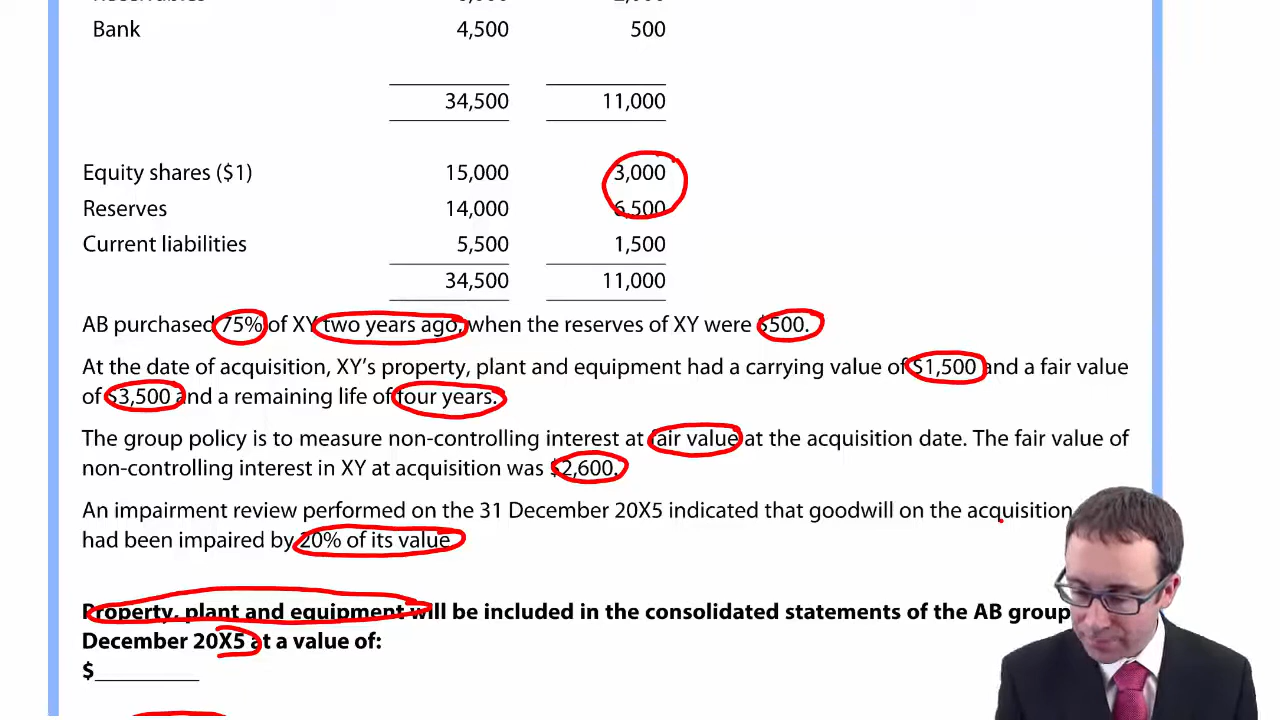 Bank 4,500 500
34,500 11,000
Equity shares ($1) 15,000 3,000
Reserves 14,000 6,500
Current liabilities 5,500 1,500
34,500 11,000
AB purchased 75% of XY two years ago, when the reserves of XY were $500.
At the date of acquisition, XY's property, plant and equipment had a carrying value of $1,500 and a fair value
of $3,500 and a remaining life of four years.
The group policy is to measure non-controlling interest at fair value at the acquisition date. The fair value of
non-controlling interest in XY at acquisition was $2,600.
An impairment review performed on the 31 December 20X5 indicated that goodwill on the acquisition
had been impaired by 20% of its value
Property, plant and equipment will be included in the consolidated statements of the AB group
December 20X5 at a value of:
$